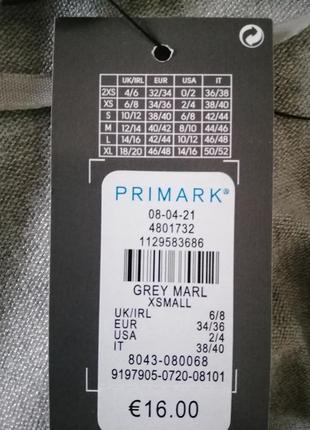 UK/IRL EUR USA IT
2XS 4/6 32/34 0/2 36/38
XS 6/8 34/36 2/4 38/40
S 10/12 38/40 6/8 42/44
M 12/14 40/42 8/10 44/46
L 14/16 42/44 10/12 46/48
XL 18/20 46/48 14/16 50/52
PRIMARK®
08-04-21
4801732
1129583686
GREY MARL
XSMALL
UK/IRL 6/8
EUR 34/36
USA 2/4
IT 38/40
8043-080068
9197905-0720-08101
€16.00